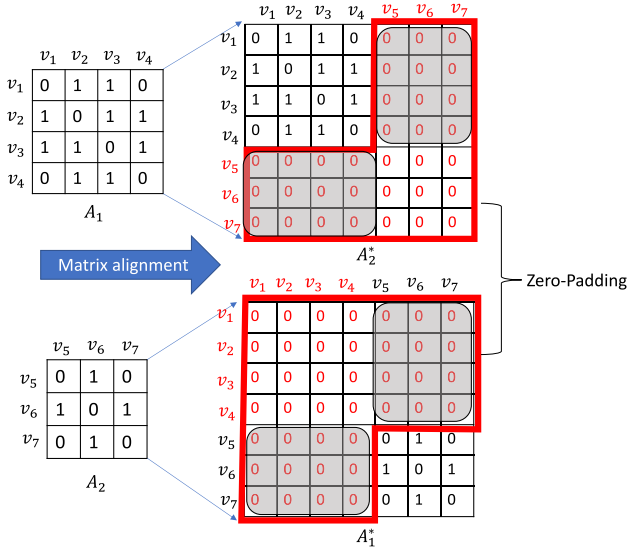 v₁ v₂ v₃ v₄
v₁ 0 1 1 0
v₂ 1 0 1 1
v₃ 1 1 0 1
v₄ 0 1 1 0
A₁
v₁ v₂ v₃ v₄ v₅ v₆ v₇
v₁ 0 1 1 0 0 0 0
v₂ 1 0 1 1 0 0 0
v₃ 1 1 0 1 0 0 0
v₄ 0 1 1 0 0 0 0
v₅ 0 0 0 0 0 0 0
v₆ 0 0 0 0 0 0 0
v₇ 0 0 0 0 0 0 0
A₂*
Matrix alignment
Zero-Padding
v₅ v₆ v₇
v₅ 0 1 0
v₆ 1 0 1
v₇ 0 1 0
A₂
v₁ v₂ v₃ v₄ v₅ v₆ v₇
v₁ 0 0 0 0 0 0 0
v₂ 0 0 0 0 0 0 0
v₃ 0 0 0 0 0 0 0
v₄ 0 0 0 0 0 0 0
v₅ 0 0 0 0 0 1 0
v₆ 0 0 0 0 1 0 1
v₇ 0 0 0 0 0 1 0
A₁*